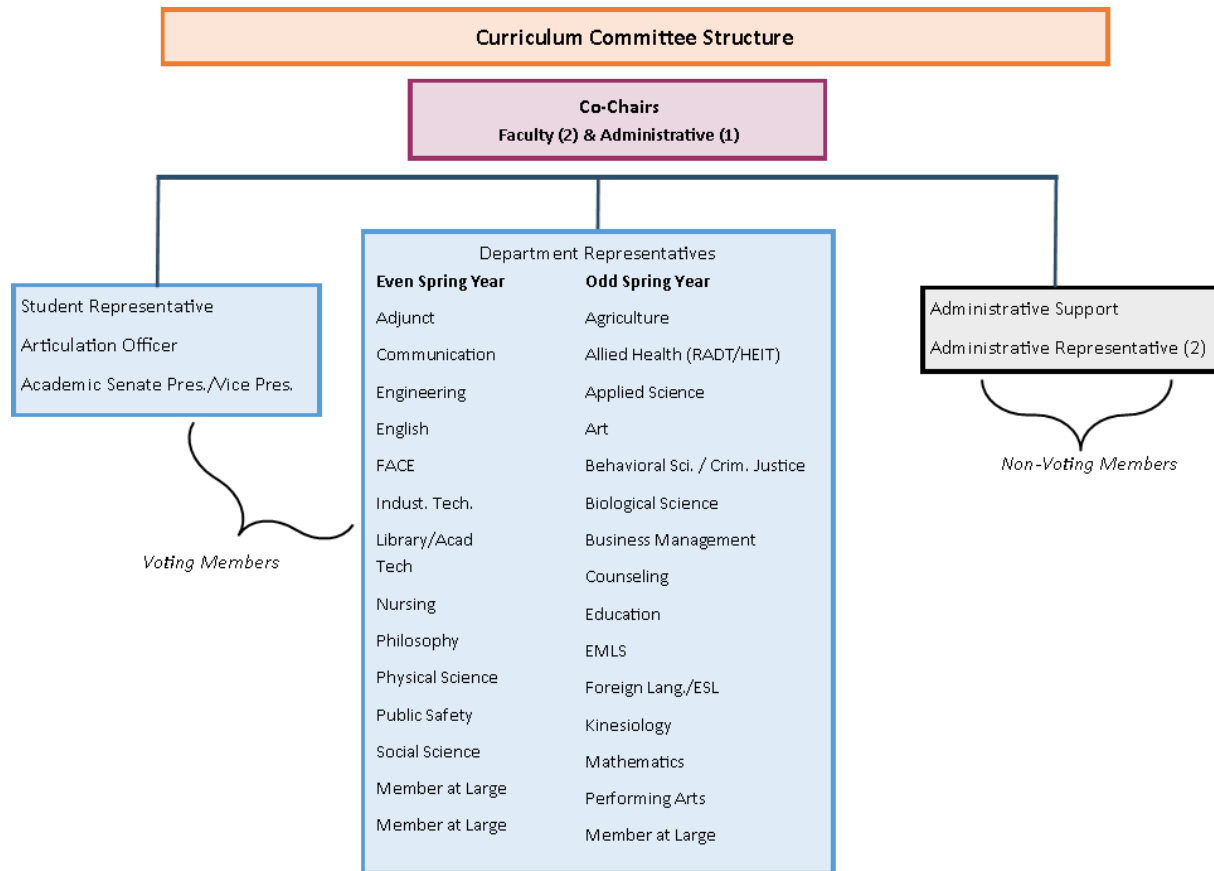 Curriculum Committee Structure
Co-Chairs
Faculty (2) & Administrative (1)
Student Representative
Articulation Officer
Academic Senate Pres./Vice Pres.
Voting Members
Department Representatives
Even Spring Year
Adjunct
Communication
Engineering
English
FACE
Indust. Tech.
Library/Acad
Tech
Nursing
Philosophy
Physical Science
Public Safety
Social Science
Member at Large
Member at Large
Odd Spring Year
Agriculture
Allied Health (RADT/HEIT)
Applied Science
Art
Behavioral Sci. / Crim. Justice
Biological Science
Business Management
Counseling
Education
EMLS
Foreign Lang./ESL
Kinesiology
Mathematics
Performing Arts
Member at Large
Administrative Support
Administrative Representative (2)
Non-Voting Members